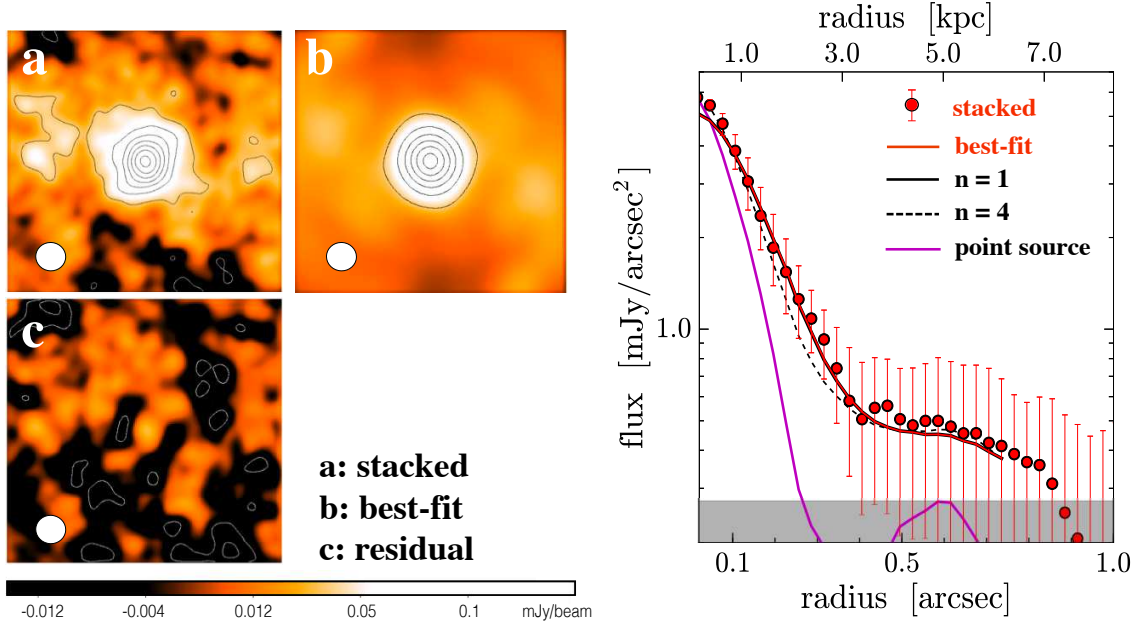 a
b
c
a: stacked
b: best-fit
c: residual
-0.012 -0.004 0.012 0.05 0.1 mJy/beam
radius [kpc]
1.0 3.0 5.0 7.0
stacked
best-fit
n = 1
n = 4
point source
flux [mJy/arcsec²]
1.0
0.1 0.5 1.0
radius [arcsec]